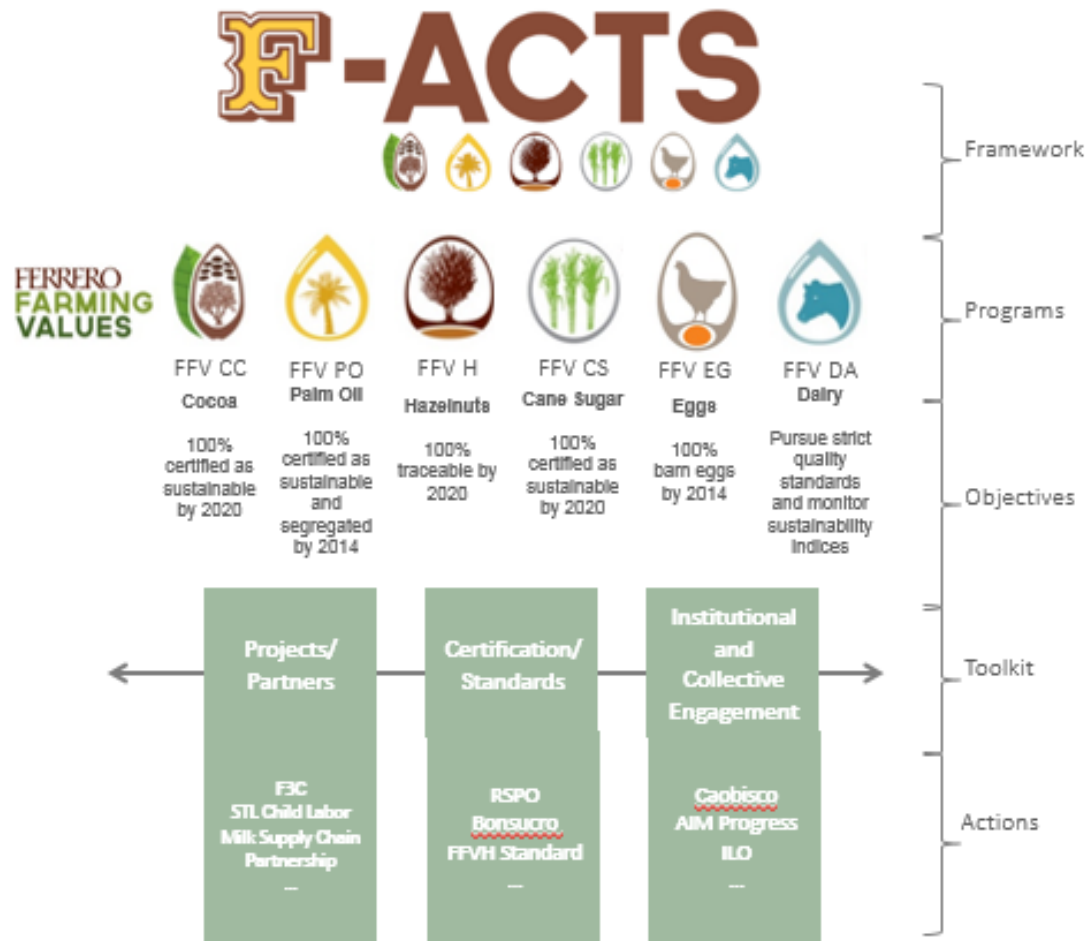 F-ACTS
Framework
FERRERO
FARMING
VALUES
Programs
FFV CC
FFV PO
FFV H
FFV CS
FFV EG
FFV DA
Cocoa
Palm Oil
Hazelnuts
Cane Sugar
Eggs
Dairy
100%
certified as
sustainable
by 2020
100%
certified as
sustainable
and
segregated
by 2014
100%
traceable by
2020
100%
certified as
sustainable
by 2020
100%
barn eggs
by 2014
Pursue strict
quality
standards
and monitor
sustainability
indices
Objectives
Projects/
Partners
Certification/
Standards
Institutional
and
Collective
Engagement
Toolkit
F3C
STL Child Labor
Milk Supply Chain
Partnership
...
RSPO
Bonsucro
FFVH Standard
...
Caobisco
AIM Progress
ILO
...
Actions